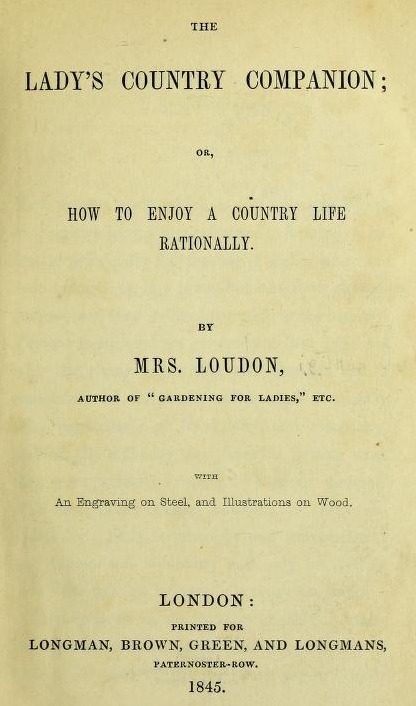 THE
LADY'S COUNTRY COMPANION;
OR,
HOW TO ENJOY A COUNTRY LIFE
RATIONALLY.
BY
MRS. LOUDON,
AUTHOR OF "GARDENING FOR LADIES," ETC.
WITH
An Engraving on Steel, and Illustrations on Wood.
LONDON:
PRINTED FOR
LONGMAN, BROWN, GREEN, AND LONGMANS,
PATERNOSTER-ROW.
1845.